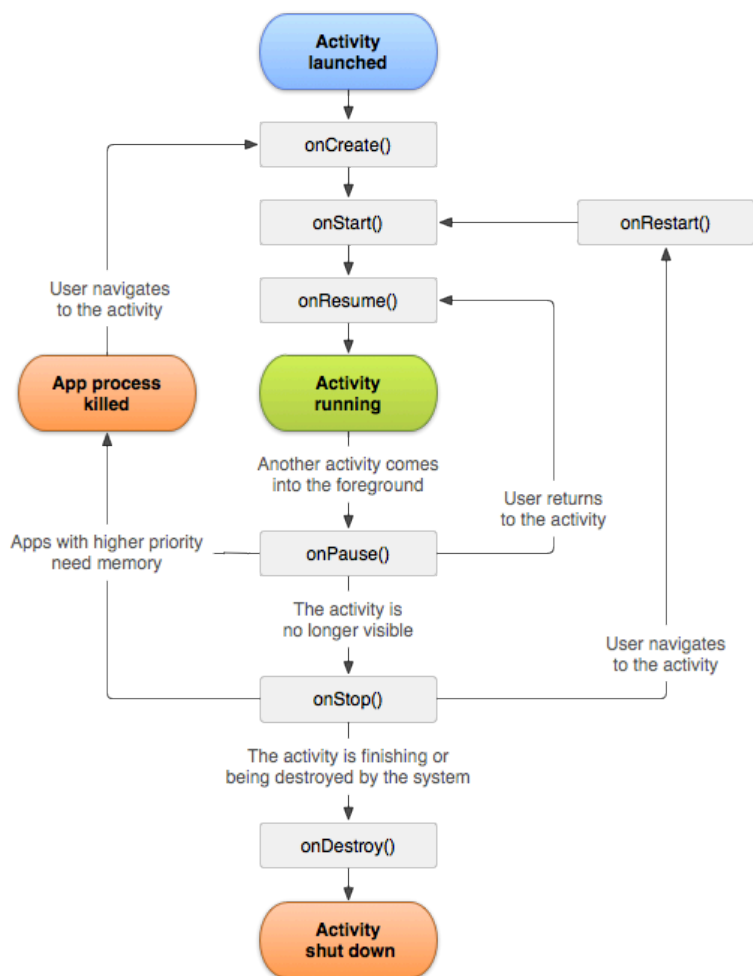 Activity
launched
onCreate()
onStart()
onRestart()
User navigates
to the activity
onResume()
App process
killed
Activity
running
Another activity comes
into the foreground
User returns
to the activity
Apps with higher priority
need memory
onPause()
The activity is
no longer visible
User navigates
to the activity
onStop()
The activity is finishing or
being destroyed by the system
onDestroy()
Activity
shut down